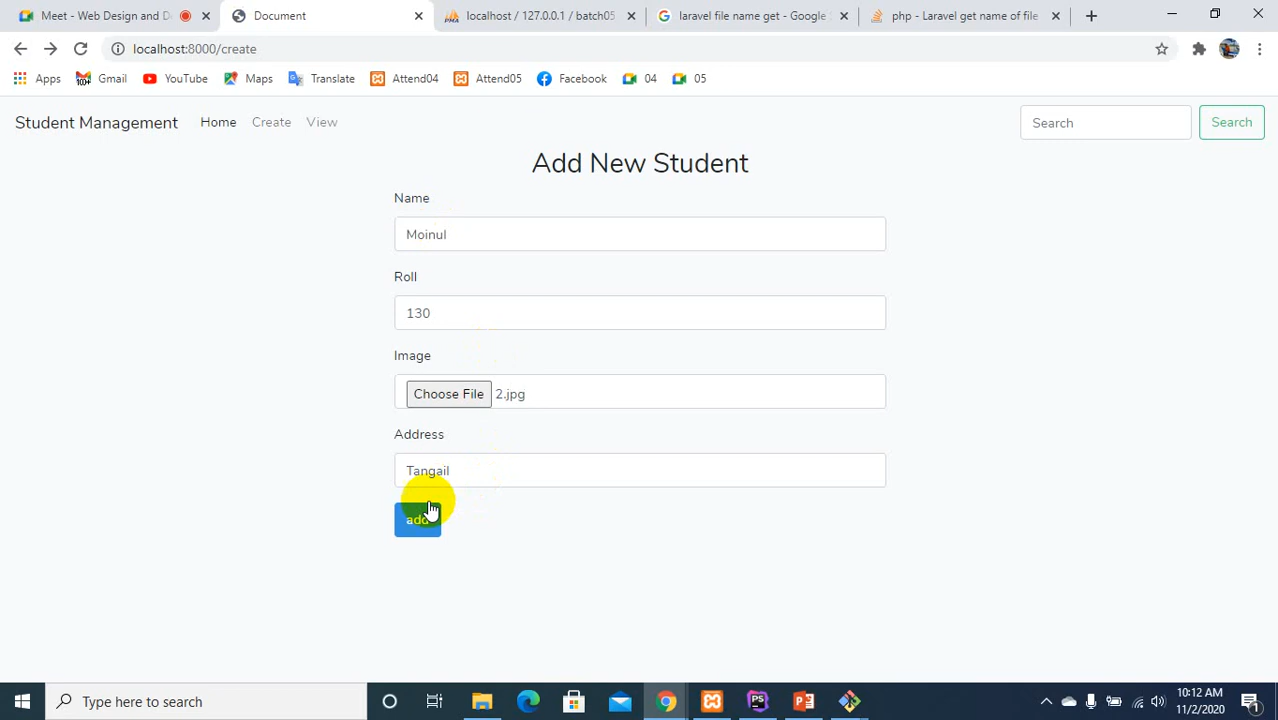 Meet - Web Design and D
Document
localhost / 127.0.0.1 / batch05
laravel file name get - Google
php - Laravel get name of file
localhost:8000/create
Apps
100+
Gmail
YouTube
Maps
Translate
Attend04
Attend05
Facebook
04
05
Student Management
Home
Create
View
Search
Search
Add New Student
Name
Moinul
Roll
130
Image
Choose File 2.jpg
Address
Tangail
add
Type here to search
10:12 AM
11/2/2020
1